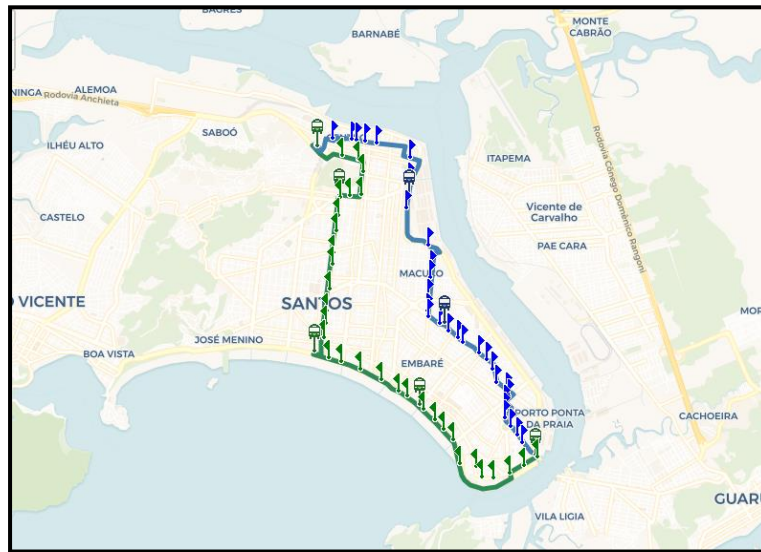 BAGRES
BARNABÉ
MONTE
CABRÃO
NINGA
ALEMOA
Rodovia Anchieta
SABOÓ
ILHÉU ALTO
ITAPEMA
Rodovia Cônego Domênico Rangoni
Vicente de
Carvalho
CASTELO
PAE CARA
MACUCO
O VICENTE
SANTOS
MOR
JOSÉ MENINO
BOA VISTA
EMBARÉ
PORTO PONTA
DA PRAIA
CACHOEIRA
GUARU
VILA LIGIA